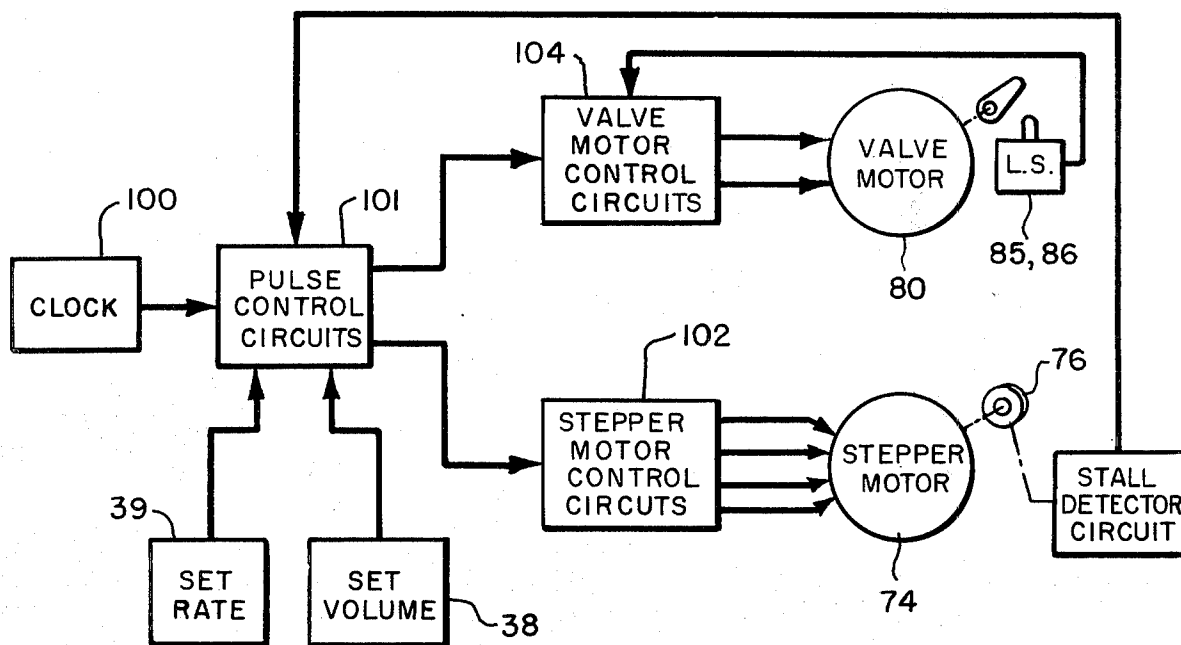 104
VALVE
MOTOR
CONTROL
CIRCUITS
VALVE
MOTOR
L.S.
85, 86
80
100
CLOCK
101
PULSE
CONTROL
CIRCUITS
102
STEPPER
MOTOR
CONTROL
CIRCUTS
STEPPER
MOTOR
74
76
STALL
DETECTOR
CIRCUIT
39
SET
RATE
SET
VOLUME
38